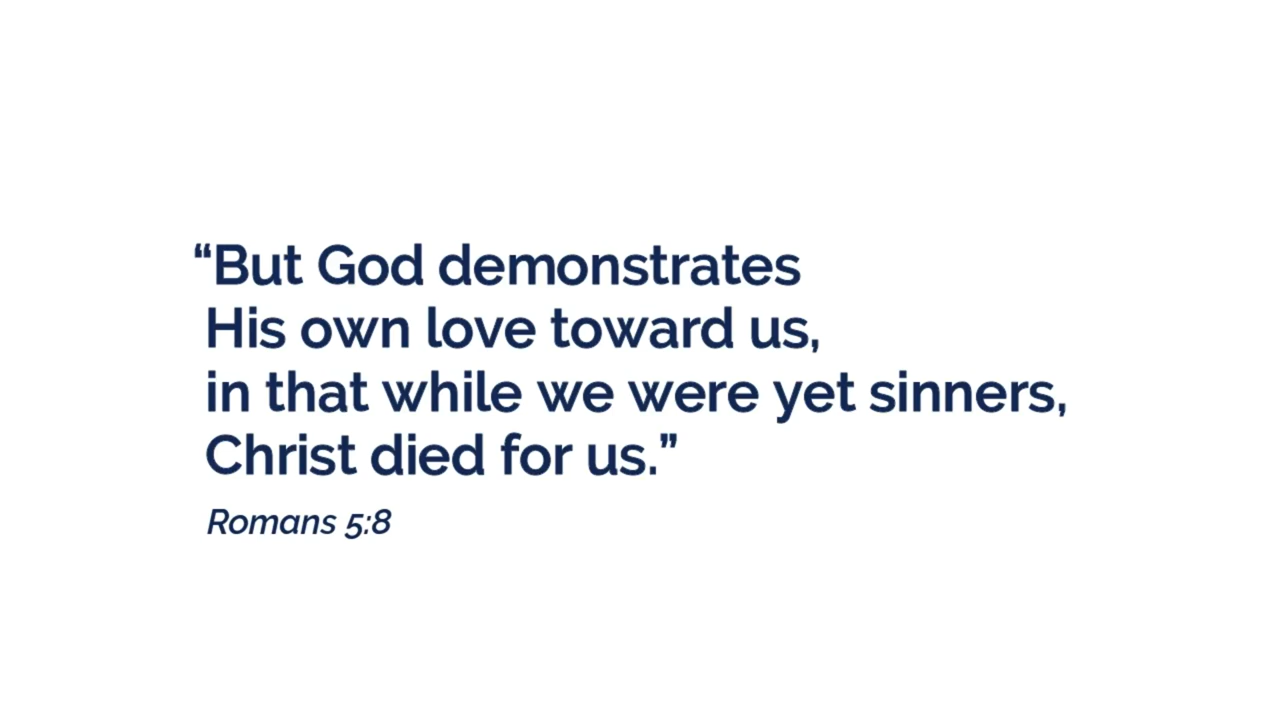 “But God demonstrates
His own love toward us,
in that while we were yet sinners,
Christ died for us.”
Romans 5:8